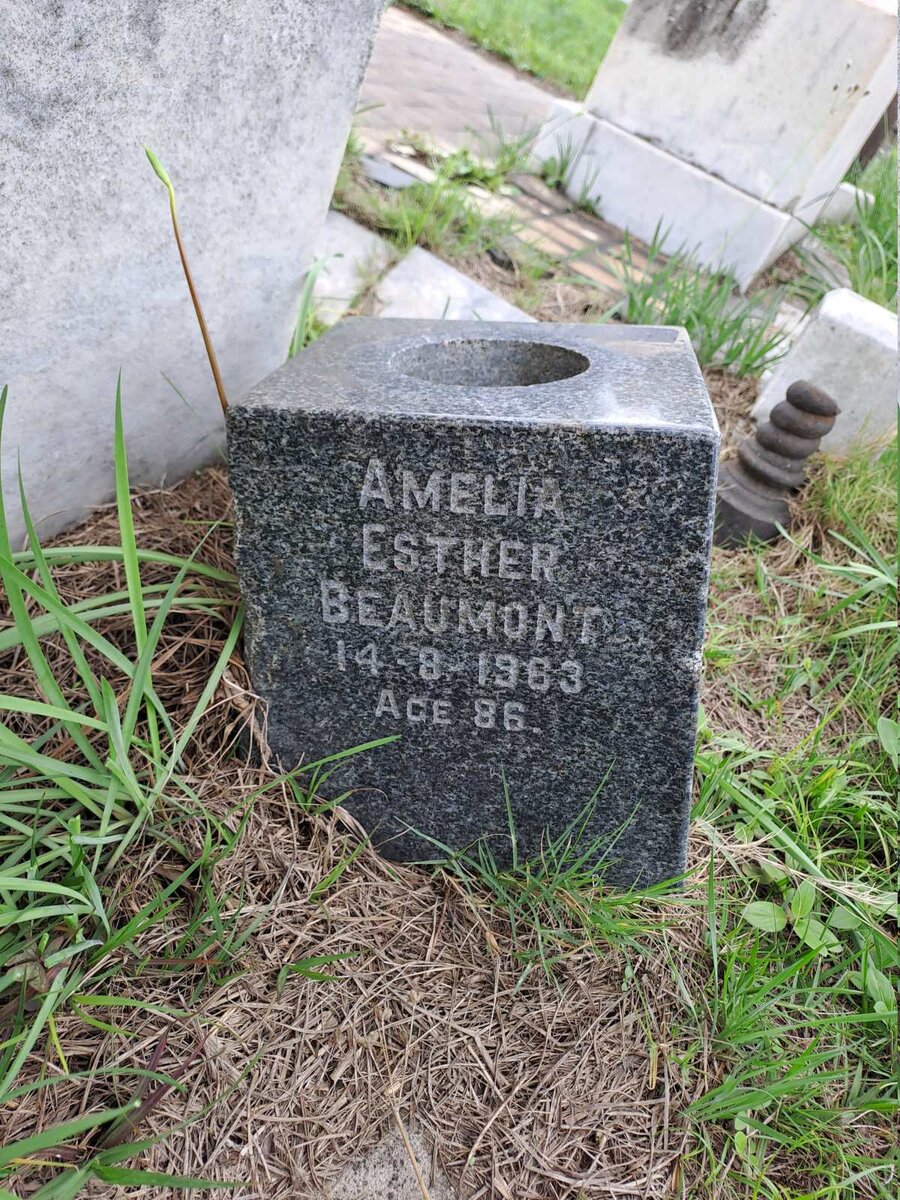 AMELIA
ESTHER
BEAUMONT
14-8-1963
AGE 86.